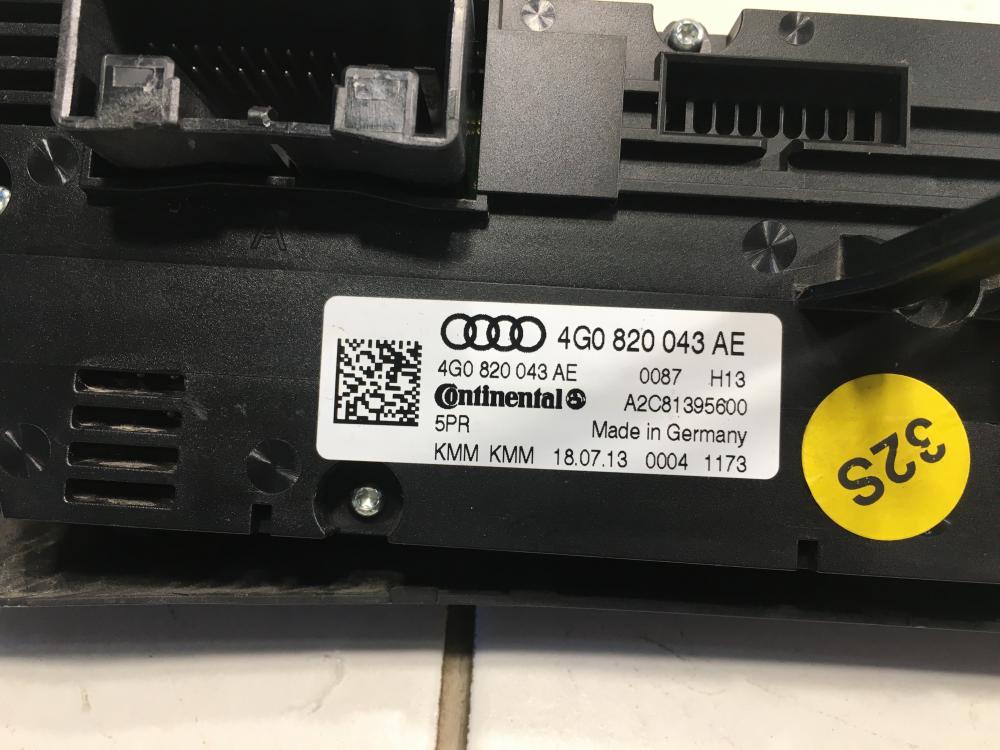 A
4G0 820 043 AE
4G0 820 043 AE 0087 H13
Continental A2C81395600
5PR Made in Germany
KMM KMM 18.07.13 0004 1173
32S